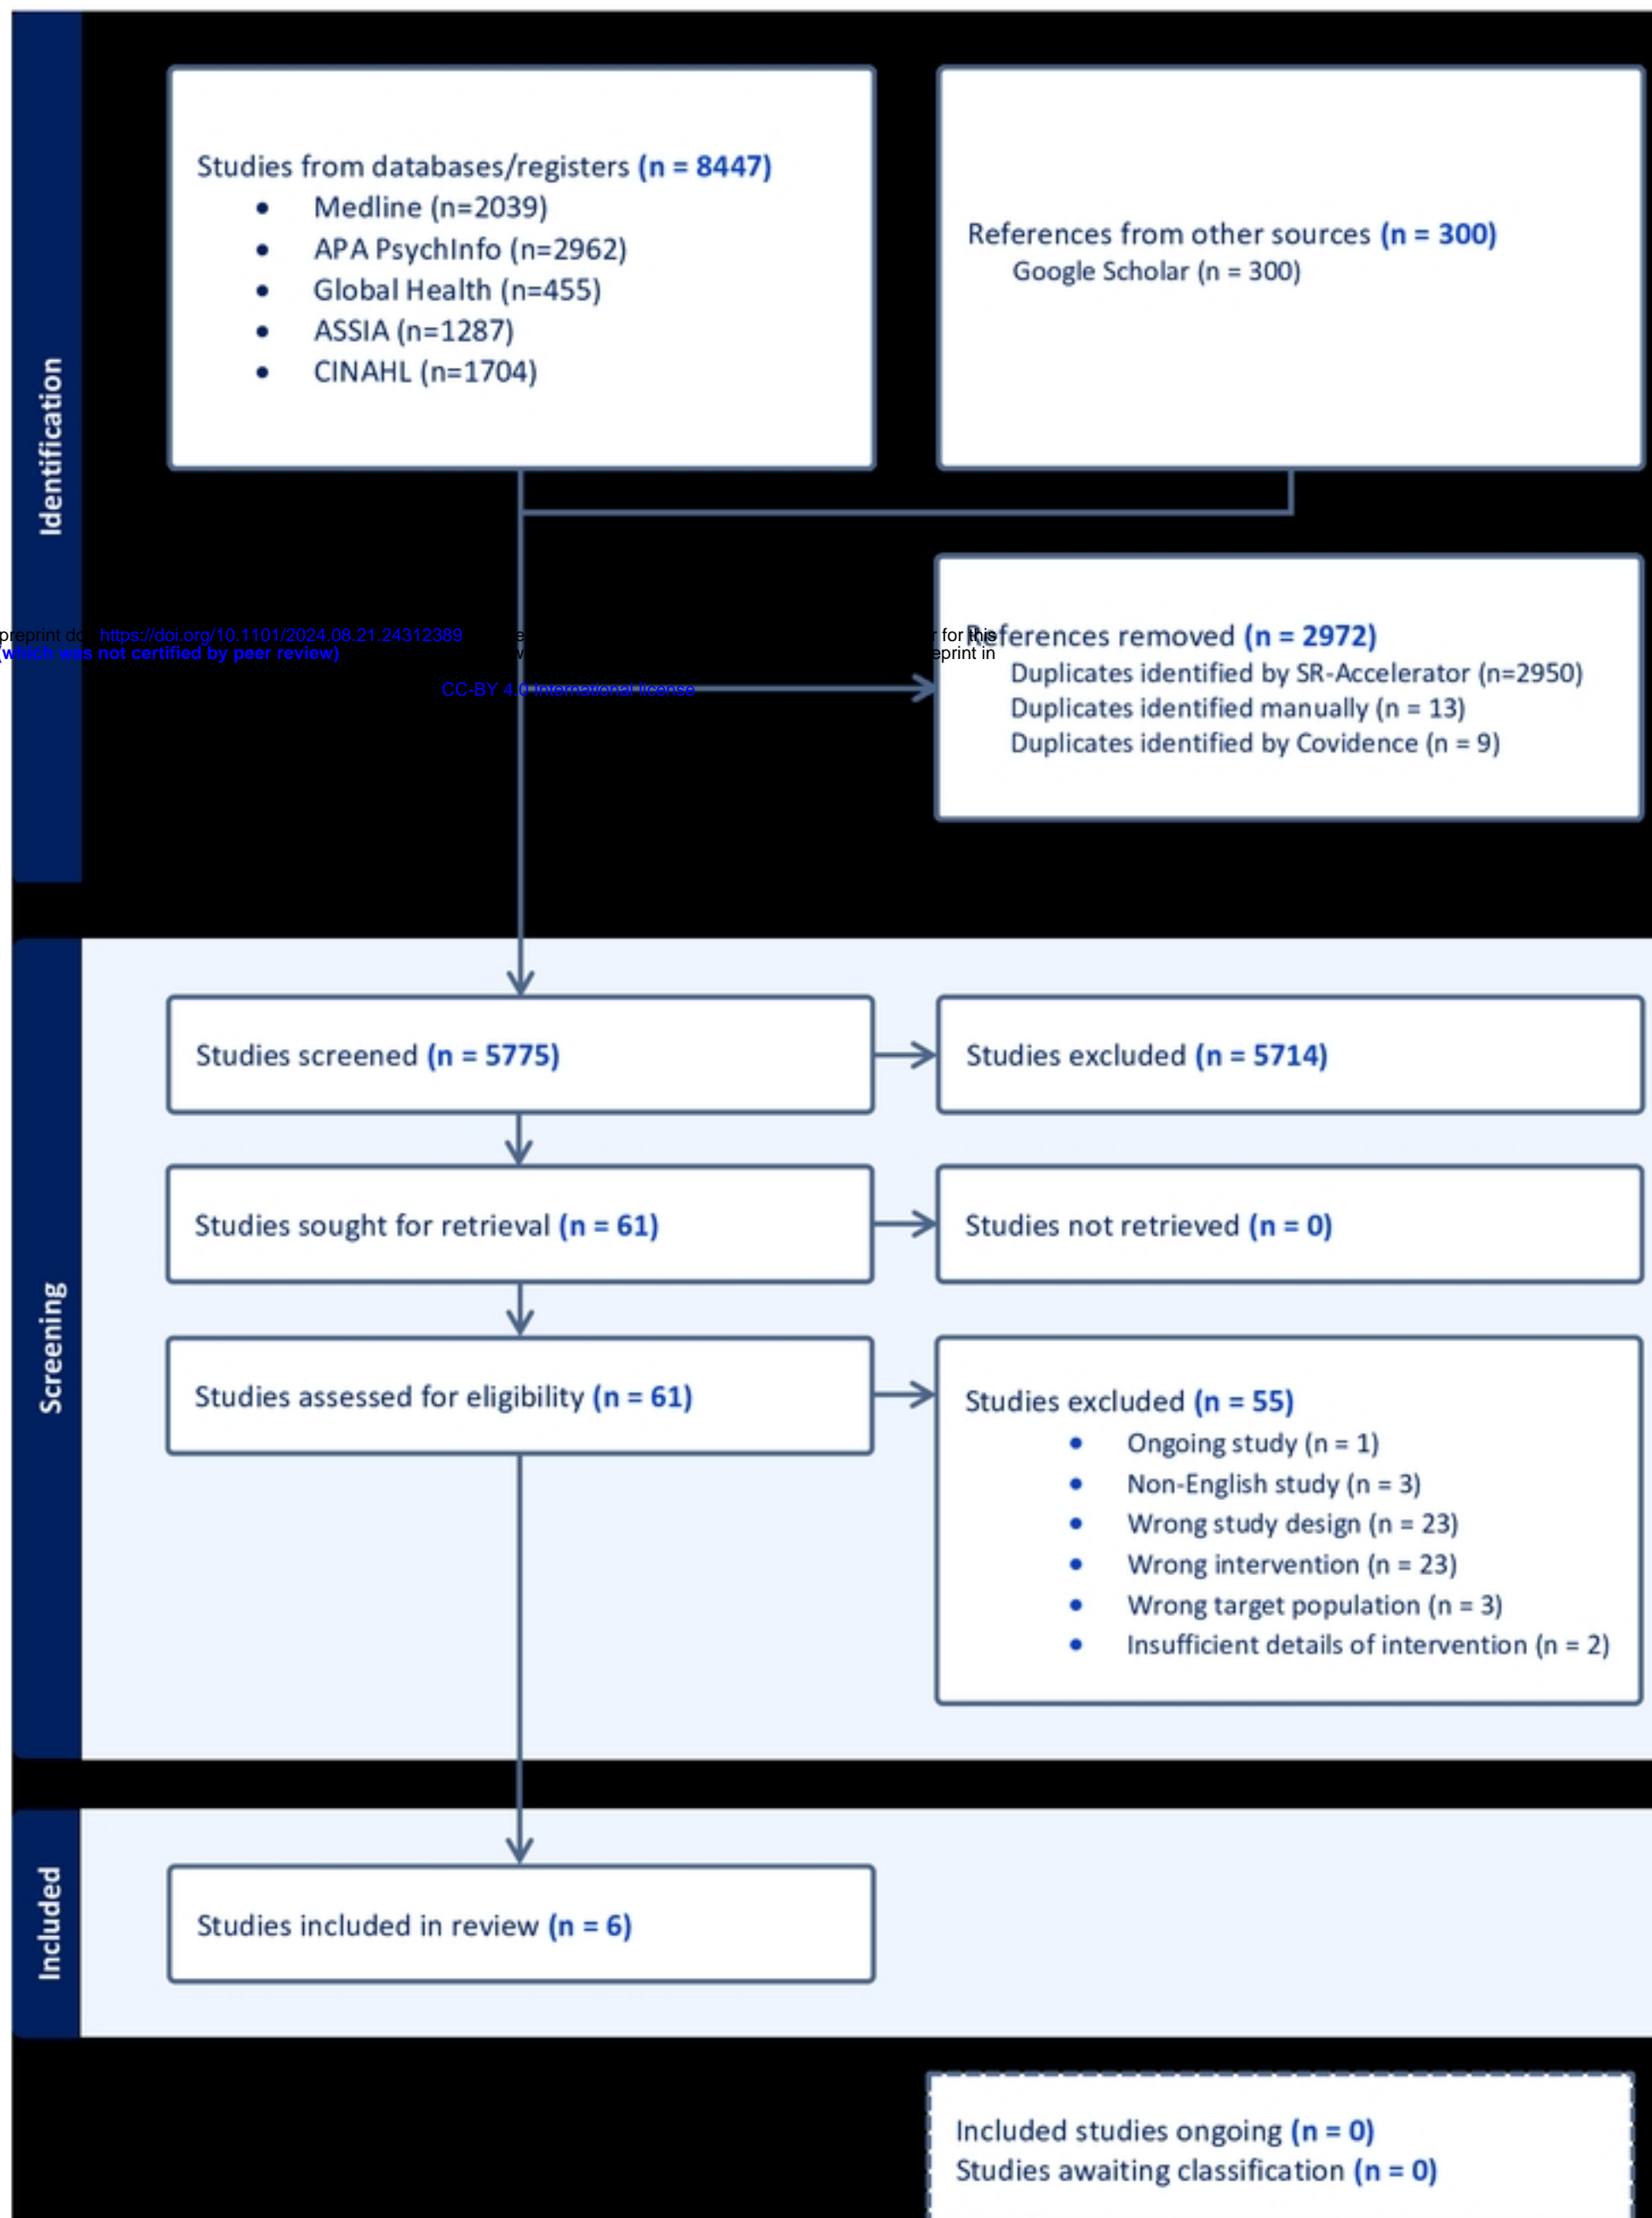 Identification
Studies from databases/registers (n = 8447)
• Medline (n=2039)
• APA PsychInfo (n=2962)
• Global Health (n=455)
• ASSIA (n=1287)
• CINAHL (n=1704)
References from other sources (n = 300)
Google Scholar (n = 300)
preprint https://doi.org/10.1101/2024.08.21.24312389 r for this
(which was not certified by peer review) eprint in
CC-BY 4.0 International license
References removed (n = 2972)
Duplicates identified by SR-Accelerator (n=2950)
Duplicates identified manually (n = 13)
Duplicates identified by Covidence (n = 9)
Screening
Studies screened (n = 5775)
Studies excluded (n = 5714)
Studies sought for retrieval (n = 61)
Studies not retrieved (n = 0)
Studies assessed for eligibility (n = 61)
Studies excluded (n = 55)
• Ongoing study (n = 1)
• Non-English study (n = 3)
• Wrong study design (n = 23)
• Wrong intervention (n = 23)
• Wrong target population (n = 3)
• Insufficient details of intervention (n = 2)
Included
Studies included in review (n = 6)
Included studies ongoing (n = 0)
Studies awaiting classification (n = 0)